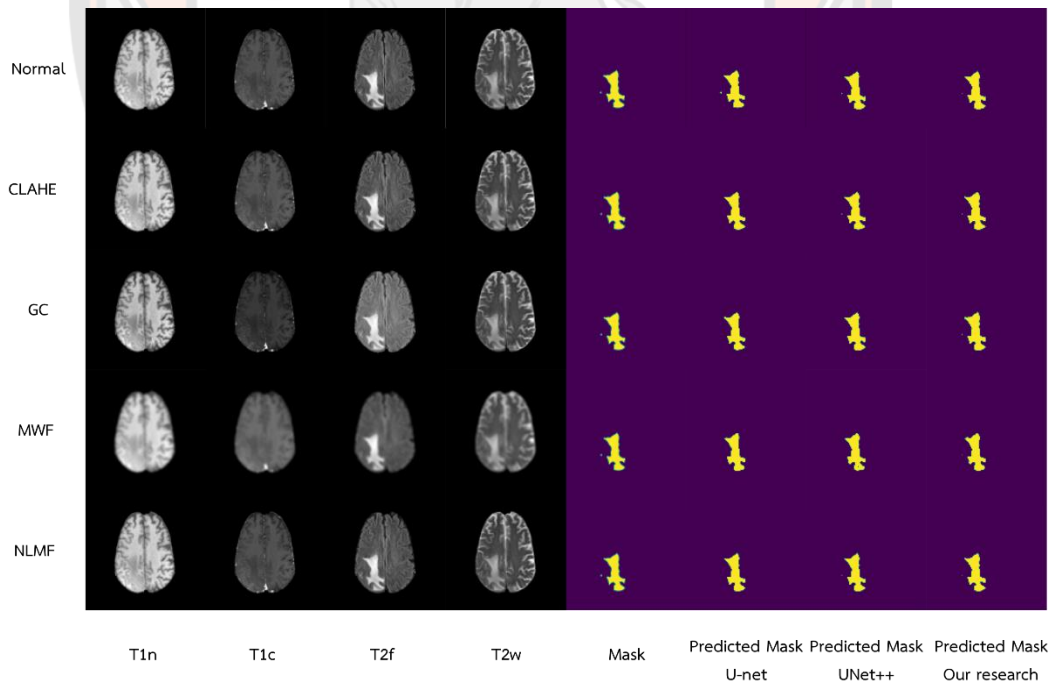 Normal
CLAHE
GC
MWF
NLMF
T1n
T1c
T2f
T2w
Mask
Predicted Mask
U-net
Predicted Mask
UNet++
Predicted Mask
Our research